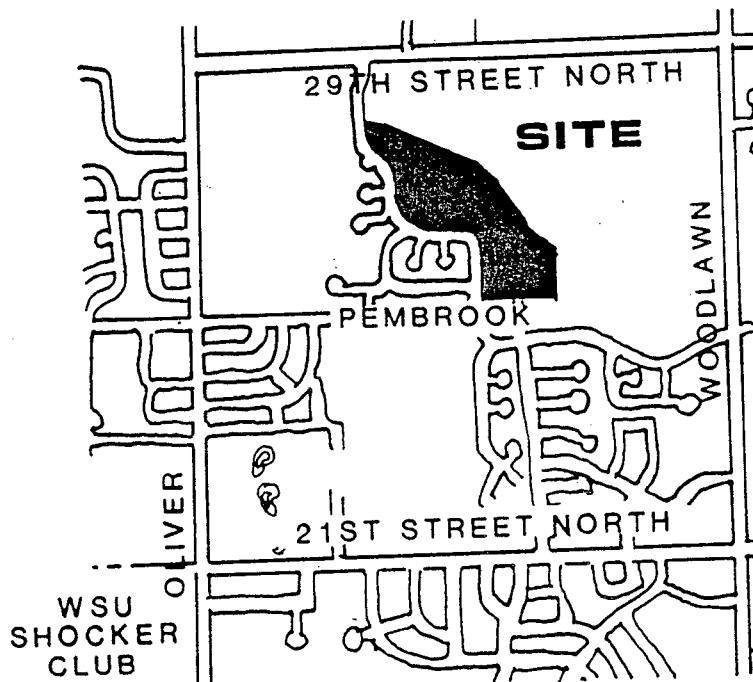 29TH STREET NORTH
SITE
WOODLAWN
PEMBROOK
OLIVER
21ST STREET NORTH
WSU
SHOCKER
CLUB